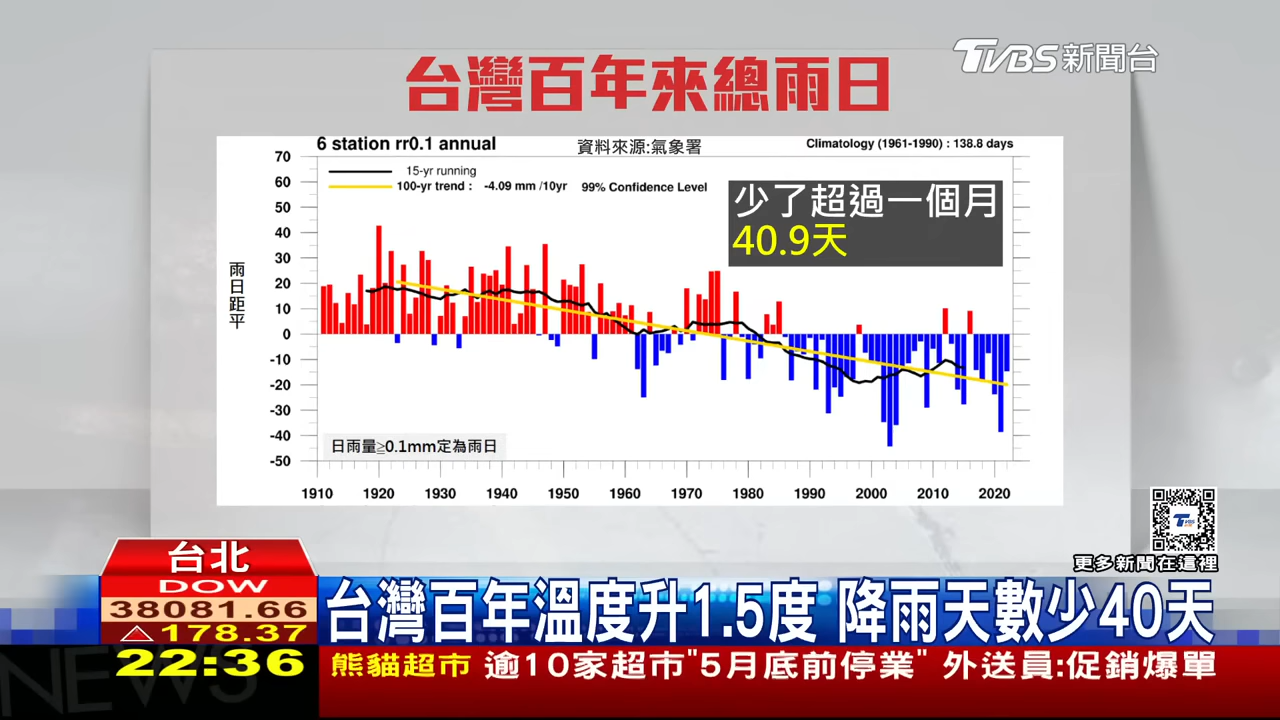 TVBS新聞台
台灣百年來總雨日
6 station rr0.1 annual
資料來源:氣象署
Climatology (1961-1990) : 138.8 days
15-yr running
100-yr trend : -4.09 mm /10yr 99% Confidence Level
少了超過一個月
40.9天
雨日距平
70
60
50
40
30
20
10
0
-10
-20
-30
-40
-50
日雨量≧0.1mm定為雨日
1910 1920 1930 1940 1950 1960 1970 1980 1990 2000 2010 2020
TVBS
更多新聞在這裡
台北
DOW
38081.66
△178.37
22:36
台灣百年溫度升1.5度 降雨天數少40天
熊貓超市 逾10家超市"5月底前停業" 外送員:促銷爆單
NEWS